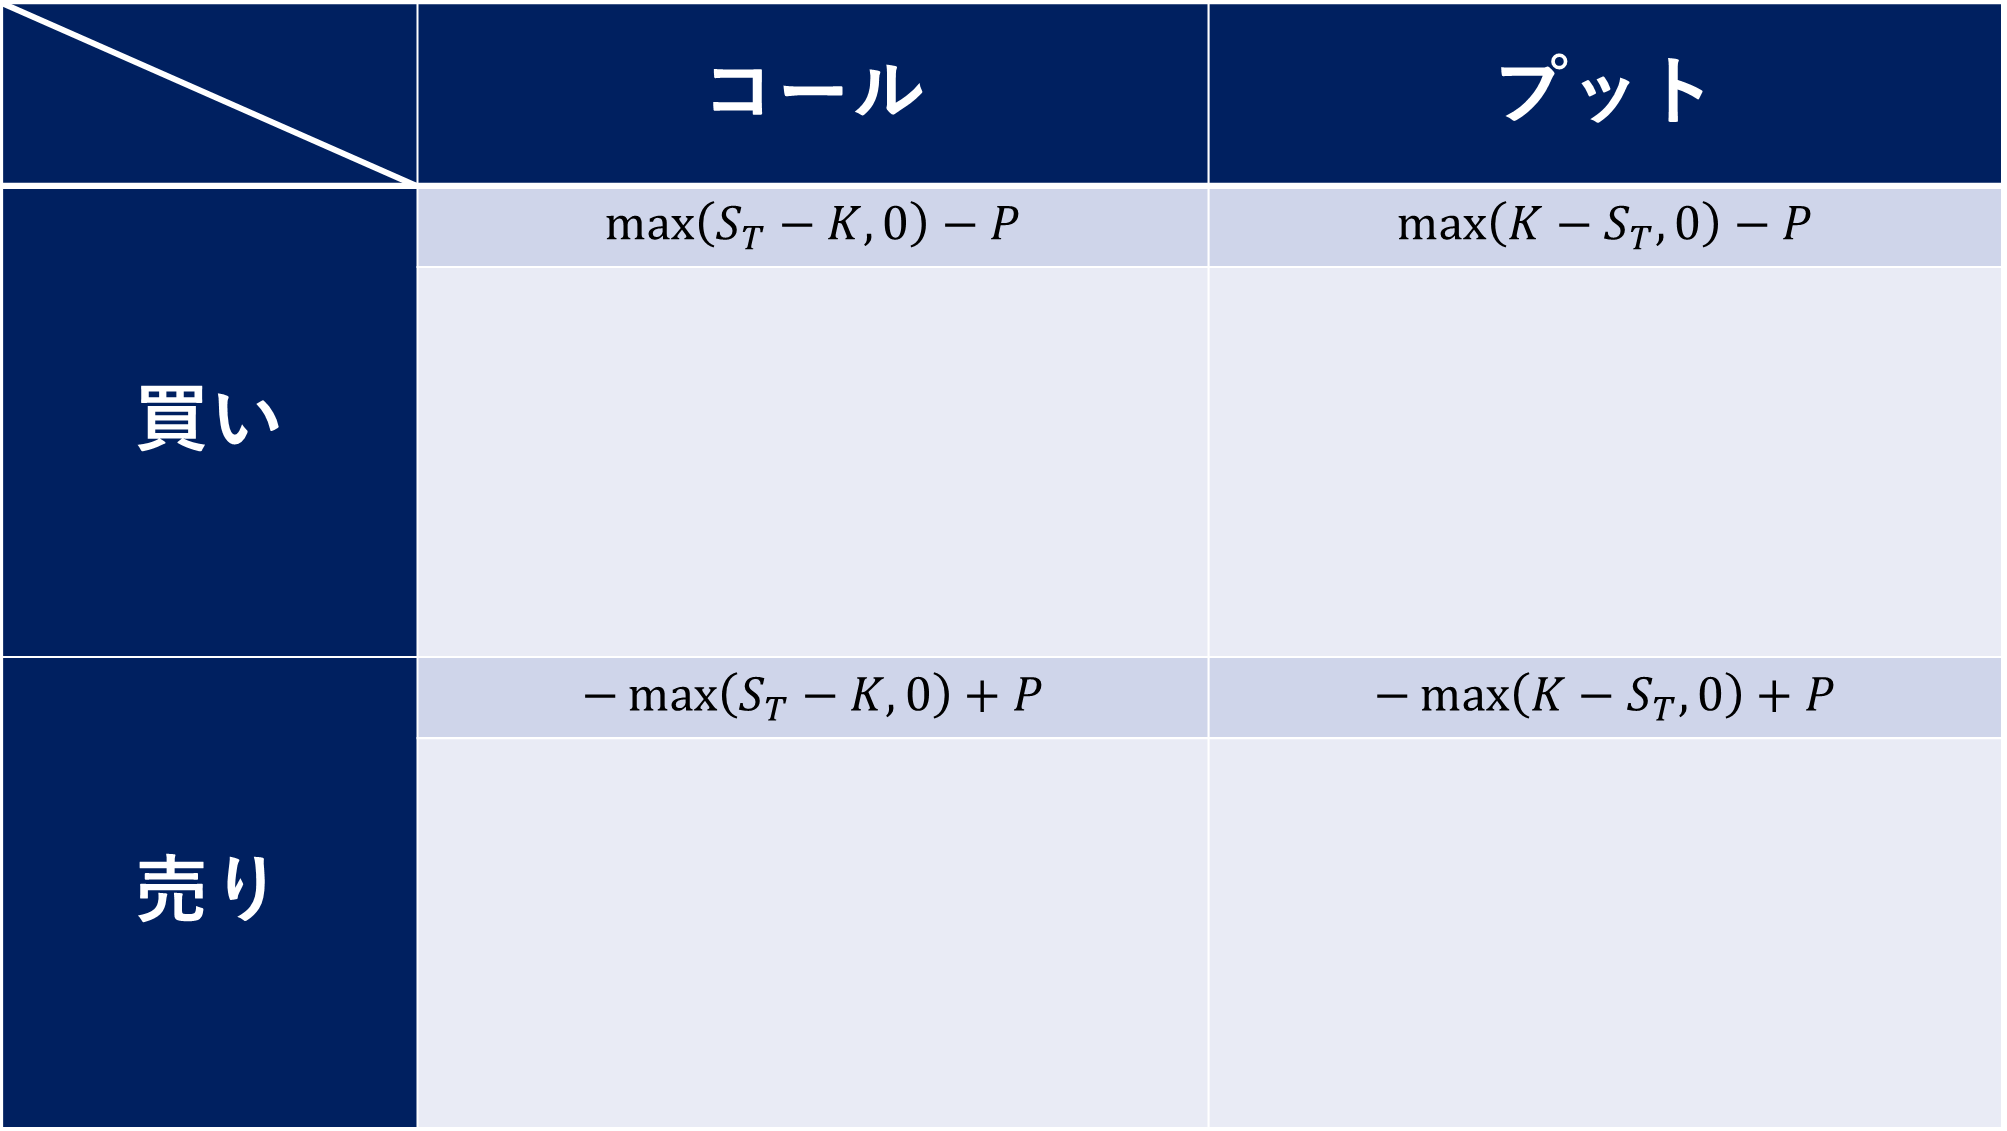 コール
プット
買い
max(S_T − K, 0) − P
max(K − S_T, 0) − P
売り
− max(S_T − K, 0) + P
− max(K − S_T, 0) + P